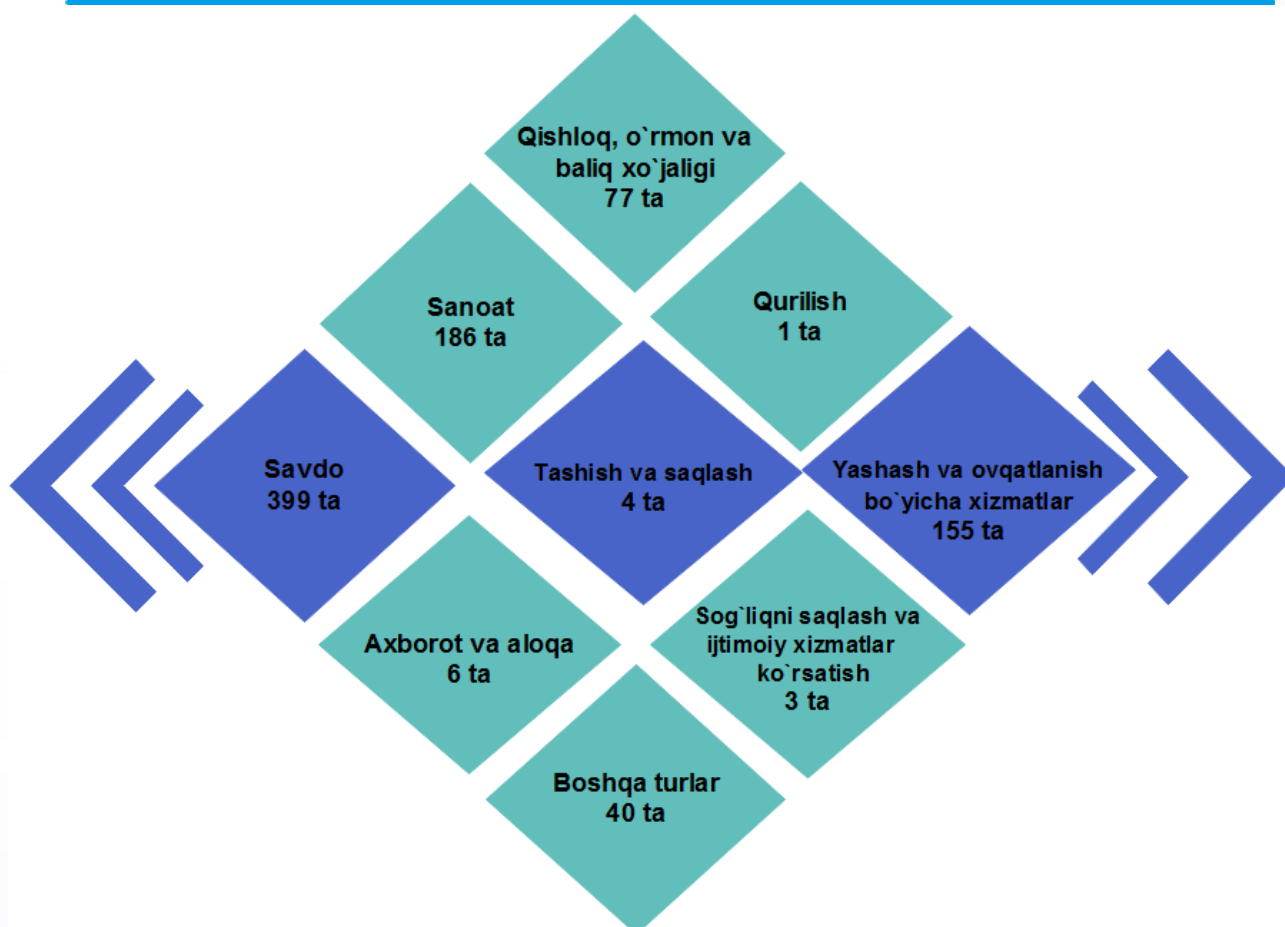 Qishloq, o`rmon va
baliq xo`jaligi
77 ta
Sanoat
186 ta
Qurilish
1 ta
Savdo
399 ta
Tashish va saqlash
4 ta
Yashash va ovqatlanish
bo`yicha xizmatlar
155 ta
Axborot va aloqa
6 ta
Sog`liqni saqlash va
ijtimoiy xizmatlar
ko`rsatish
3 ta
Boshqa turlar
40 ta